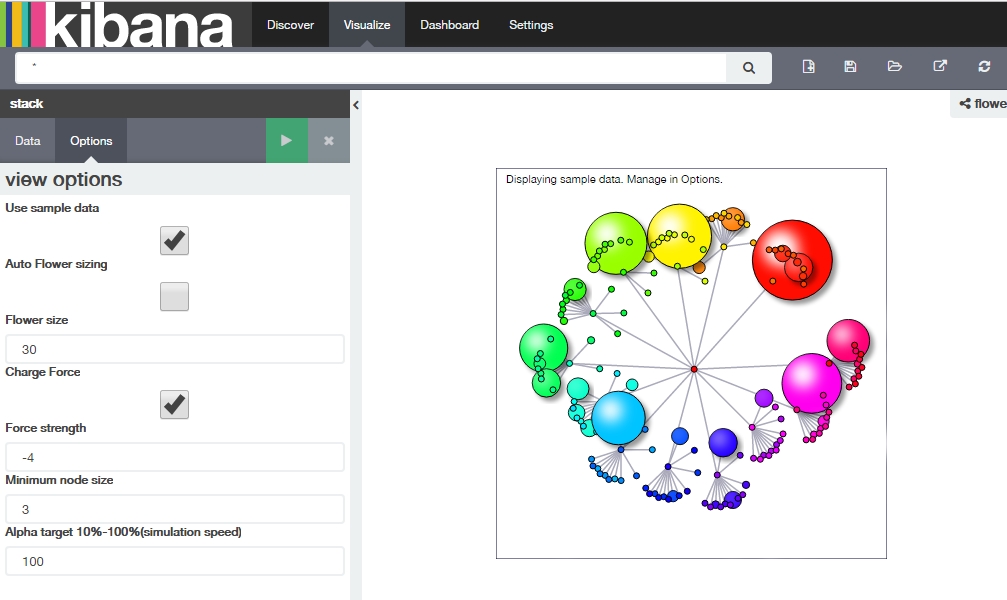 kibana
Discover
Visualize
Dashboard
Settings
*
stack
flowe
Data
Options
view options
Displaying sample data. Manage in Options.
Use sample data
Auto Flower sizing
Flower size
30
Charge Force
Force strength
-4
Minimum node size
3
Alpha target 10%-100%(simulation speed)
100